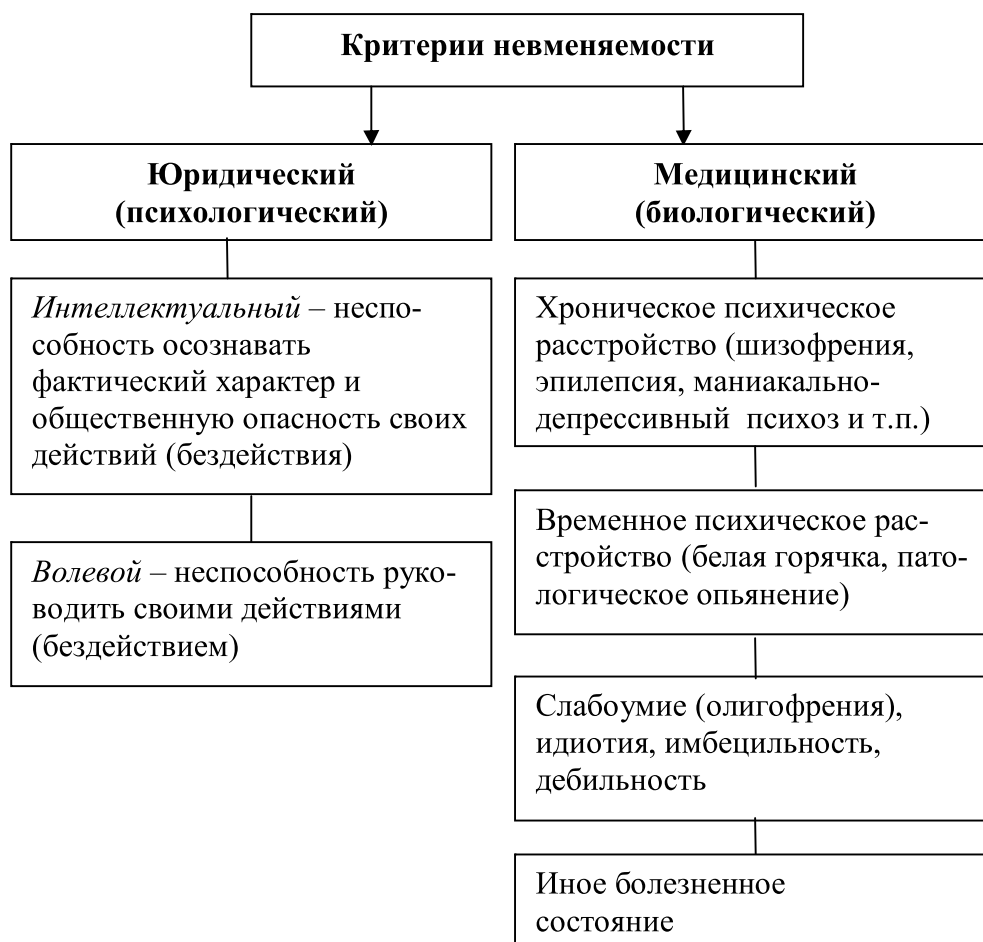 Критерии невменяемости
Юридический
(психологический)
Интеллектуальный – неспо-
собность осознавать
фактический характер и
общественную опасность своих
действий (бездействия)
Волевой – неспособность руко-
водить своими действиями
(бездействием)
Медицинский
(биологический)
Хроническое психическое
расстройство (шизофрения,
эпилепсия, маниакально-
депрессивный психоз и т.п.)
Временное психическое рас-
стройство (белая горячка, пато-
логическое опьянение)
Слабоумие (олигофрения),
идиотия, имбецильность,
дебильность
Иное болезненное
состояние